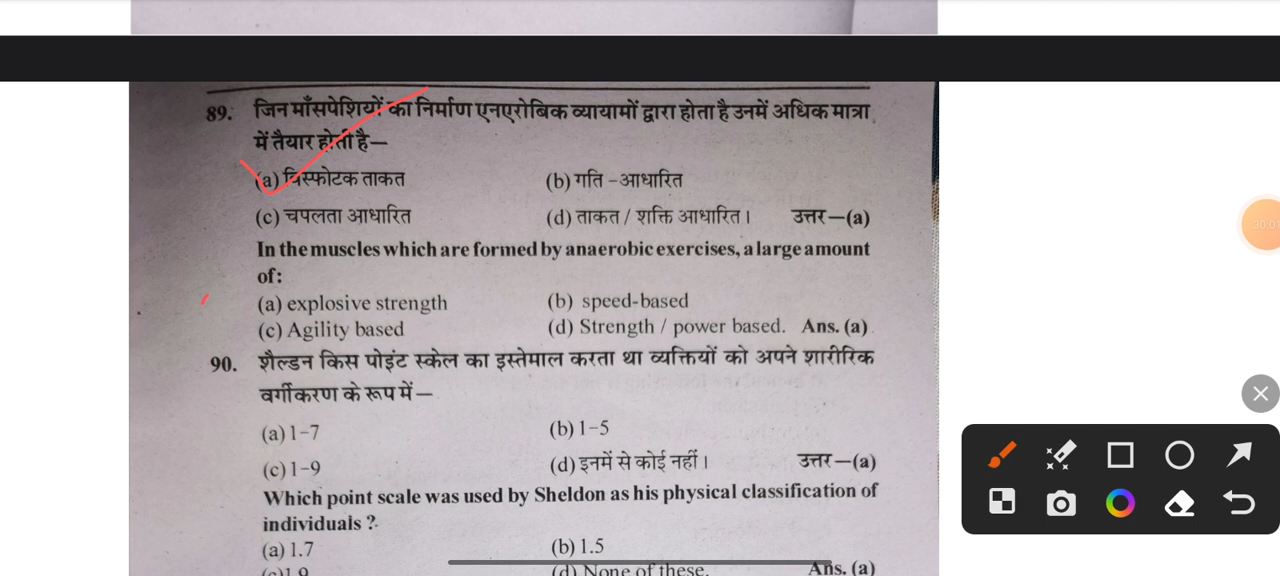 89. जिन माँसपेशियों का निर्माण एनएरोबिक व्यायामों द्वारा होता है उनमें अधिक मात्रा
में तैयार होती है—
(a) विस्फोटक ताकत (b) गति -आधारित
(c) चपलता आधारित (d) ताकत / शक्ति आधारित। उत्तर—(a)
In the muscles which are formed by anaerobic exercises, a large amount
of:
(a) explosive strength (b) speed-based
(c) Agility based (d) Strength / power based. Ans. (a)
90. शैल्डन किस पोइंट स्केल का इस्तेमाल करता था व्यक्तियों को अपने शारीरिक
वर्गीकरण के रूप में—
(a) 1-7 (b) 1-5
(c) 1-9 (d) इनमें से कोई नहीं। उत्तर—(a)
Which point scale was used by Sheldon as his physical classification of
individuals ?
(a) 1.7 (b) 1.5
(c) 1.9 (d) None of these. Ans. (a)